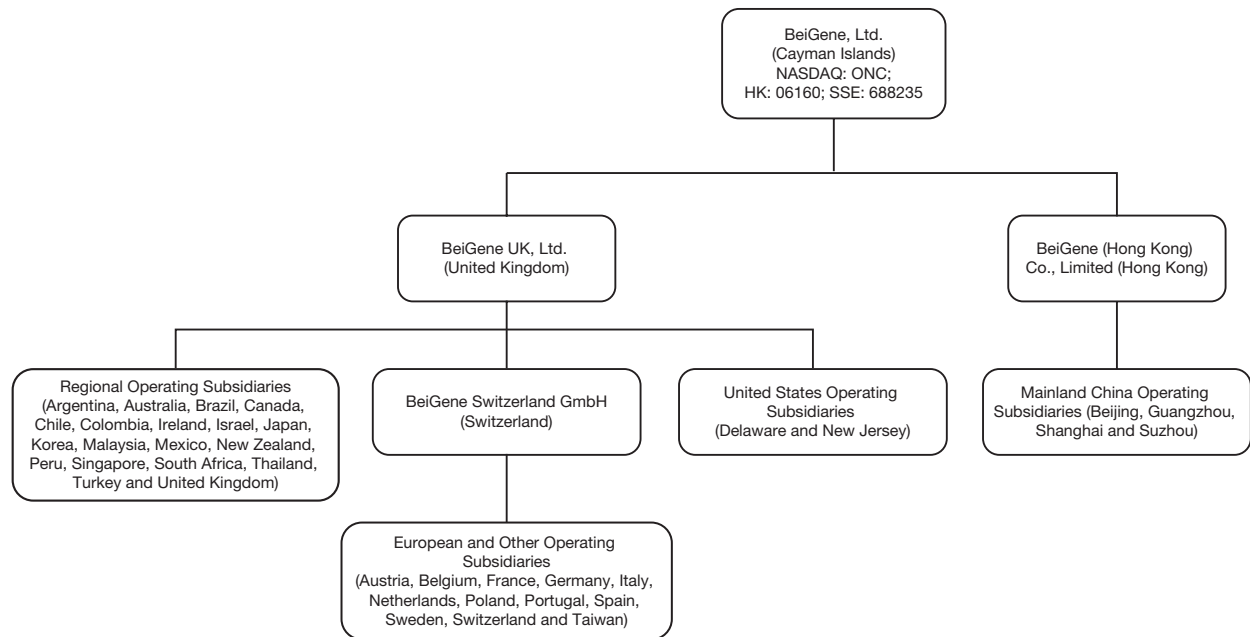 BeiGene, Ltd.
(Cayman Islands)
NASDAQ: ONC;
HK: 06160; SSE: 688235
BeiGene UK, Ltd.
(United Kingdom)
BeiGene (Hong Kong)
Co., Limited (Hong Kong)
Regional Operating Subsidiaries
(Argentina, Australia, Brazil, Canada,
Chile, Colombia, Ireland, Israel, Japan,
Korea, Malaysia, Mexico, New Zealand,
Peru, Singapore, South Africa, Thailand,
Turkey and United Kingdom)
BeiGene Switzerland GmbH
(Switzerland)
United States Operating
Subsidiaries
(Delaware and New Jersey)
Mainland China Operating
Subsidiaries (Beijing, Guangzhou,
Shanghai and Suzhou)
European and Other Operating
Subsidiaries
(Austria, Belgium, France, Germany, Italy,
Netherlands, Poland, Portugal, Spain,
Sweden, Switzerland and Taiwan)